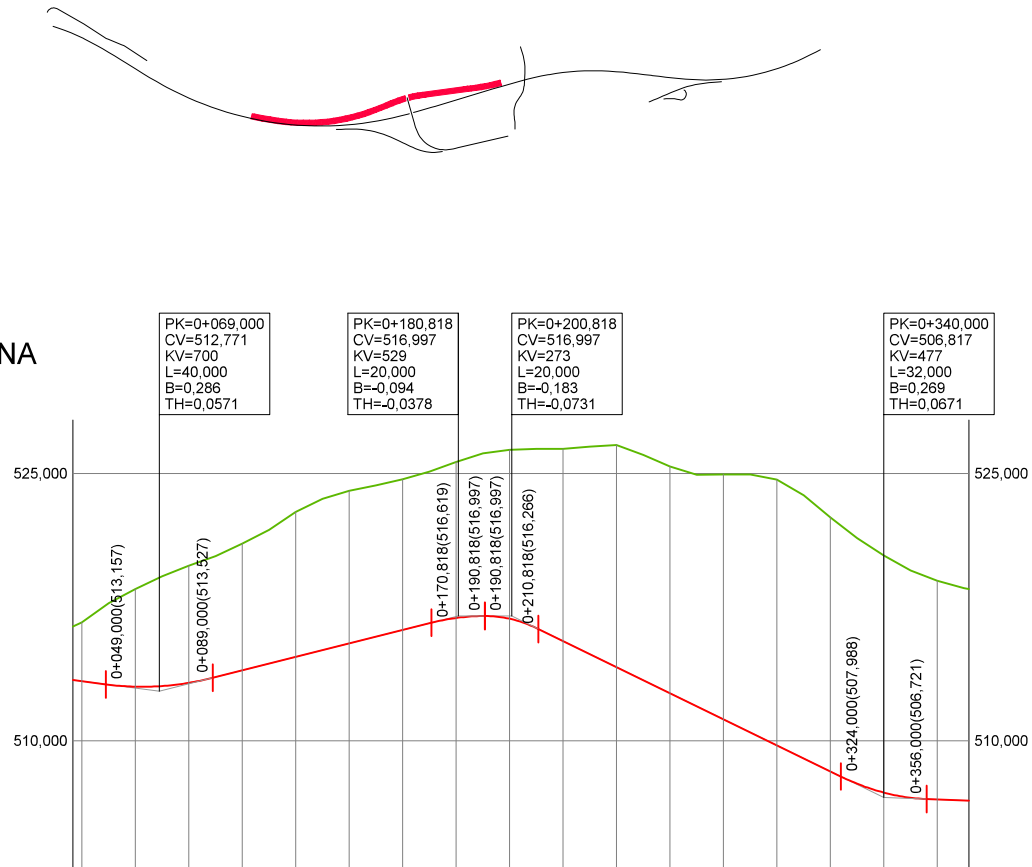 PK=0+069,000
CV=512,771
KV=700
L=40,000
B=0,286
TH=0,0571
PK=0+180,818
CV=516,997
KV=529
L=20,000
B=-0,094
TH=-0,0378
PK=0+200,818
CV=516,997
KV=273
L=20,000
B=-0,183
TH=-0,0731
PK=0+340,000
CV=506,817
KV=477
L=32,000
B=0,269
TH=0,0671
NA
525,000
525,000
0+049,000(513,157)
0+089,000(513,527)
0+170,818(516,619)
0+190,818(516,997)
0+190,818(516,997)
0+210,818(516,266)
0+324,000(507,988)
0+356,000(506,721)
510,000
510,000